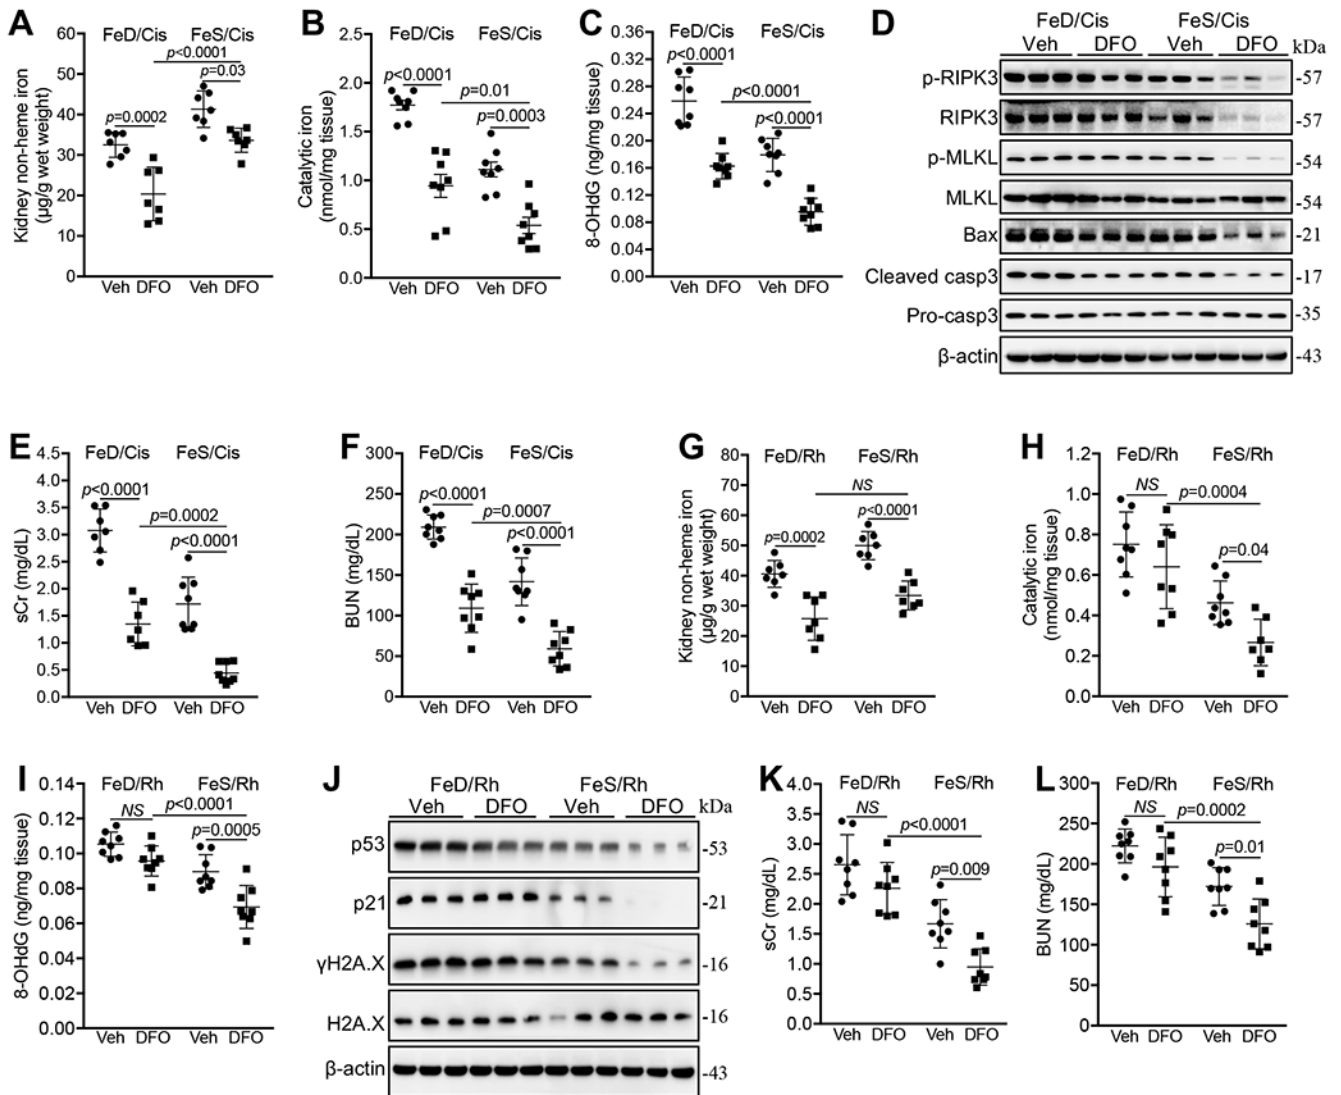 A
Kidney non-heme iron
(µg/g wet weight)
60
50
40
30
20
10
0
FeD/Cis FeS/Cis
p<0.0001
p=0.03
p=0.0002
Veh DFO Veh DFO
B
Catalytic iron
(nmol/mg tissue)
2.5
2.0
1.5
1.0
0.5
0.0
FeD/Cis FeS/Cis
p<0.0001
p=0.01
p=0.0003
Veh DFO Veh DFO
C
8-OHdG (ng/mg tissue)
0.36
0.32
0.28
0.24
0.20
0.16
0.12
0.08
0.04
0.00
FeD/Cis FeS/Cis
p<0.0001
p<0.0001
p<0.0001
Veh DFO Veh DFO
D
FeD/Cis FeS/Cis
Veh DFO Veh DFO kDa
p-RIPK3 -57
RIPK3 -57
p-MLKL -54
MLKL -54
Bax -21
Cleaved casp3 -17
Pro-casp3 -35
β-actin -43
E
sCr (mg/dL)
4.5
4.0
3.5
3.0
2.5
2.0
1.5
1.0
0.5
0.0
FeD/Cis FeS/Cis
p<0.0001
p=0.0002
p<0.0001
Veh DFO Veh DFO
F
BUN (mg/dL)
300
250
200
150
100
50
0
FeD/Cis FeS/Cis
p<0.0001
p=0.0007
p<0.0001
Veh DFO Veh DFO
G
Kidney non-heme iron
(µg/g wet weight)
80
70
60
50
40
30
20
10
0
FeD/Rh FeS/Rh
NS
p<0.0001
p=0.0002
Veh DFO Veh DFO
H
Catalytic iron
(nmol/mg tissue)
1.2
1.0
0.8
0.6
0.4
0.2
0.0
FeD/Rh FeS/Rh
NS
p=0.0004
p=0.04
Veh DFO Veh DFO
I
8-OHdG (ng/mg tissue)
0.14
0.12
0.10
0.08
0.06
0.04
0.02
0.00
FeD/Rh FeS/Rh
NS
p<0.0001
p=0.0005
Veh DFO Veh DFO
J
FeD/Rh FeS/Rh
Veh DFO Veh DFO kDa
p53 -53
p21 -21
γH2A.X -16
H2A.X -16
β-actin -43
K
sCr (mg/dL)
4.0
3.5
3.0
2.5
2.0
1.5
1.0
0.5
0.0
FeD/Rh FeS/Rh
NS
p<0.0001
p=0.009
Veh DFO Veh DFO
L
BUN (mg/dL)
300
250
200
150
100
50
0
FeD/Rh FeS/Rh
NS
p=0.0002
p=0.01
Veh DFO Veh DFO